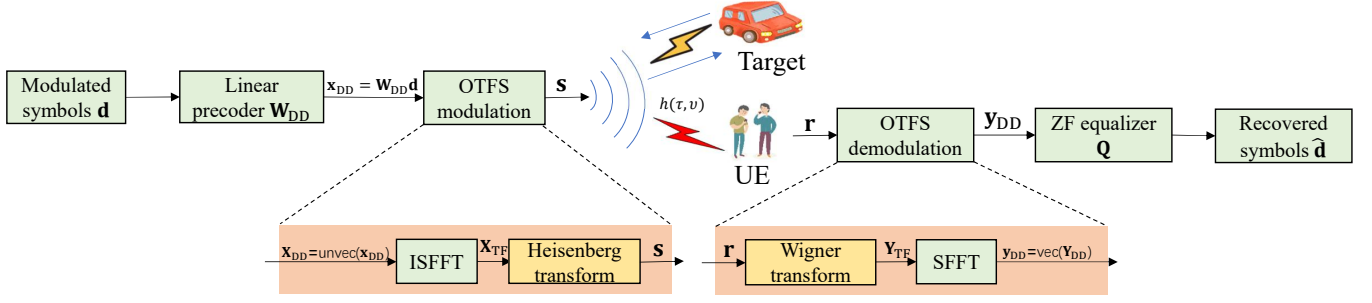 Modulated
symbols d
Linear
precoder W_DD
x_DD = W_DD d
OTFS
modulation
s
Target
h(τ,υ)
UE
r
OTFS
demodulation
y_DD
ZF equalizer
Q
Recovered
symbols d̂
X_DD=unvec(x_DD)
ISFFT
X_TF
Heisenberg
transform
s
r
Wigner
transform
Y_TF
SFFT
y_DD=vec(Y_DD)